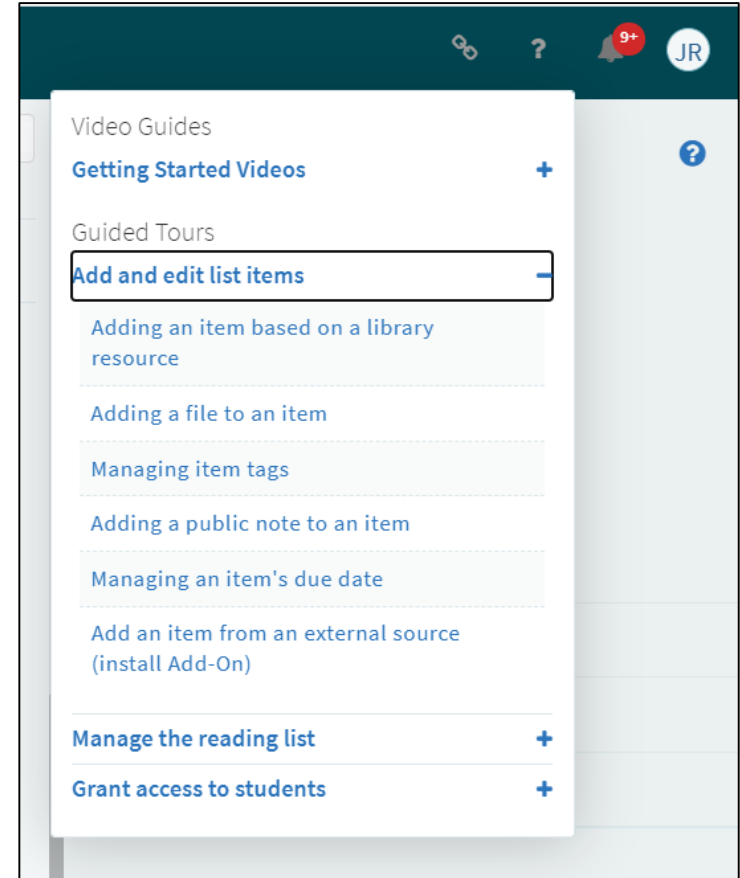 ?
9+
JR
Video Guides
Getting Started Videos +
?
Guided Tours
Add and edit list items −
Adding an item based on a library
resource
Adding a file to an item
Managing item tags
Adding a public note to an item
Managing an item's due date
Add an item from an external source
(install Add-On)
Manage the reading list +
Grant access to students +